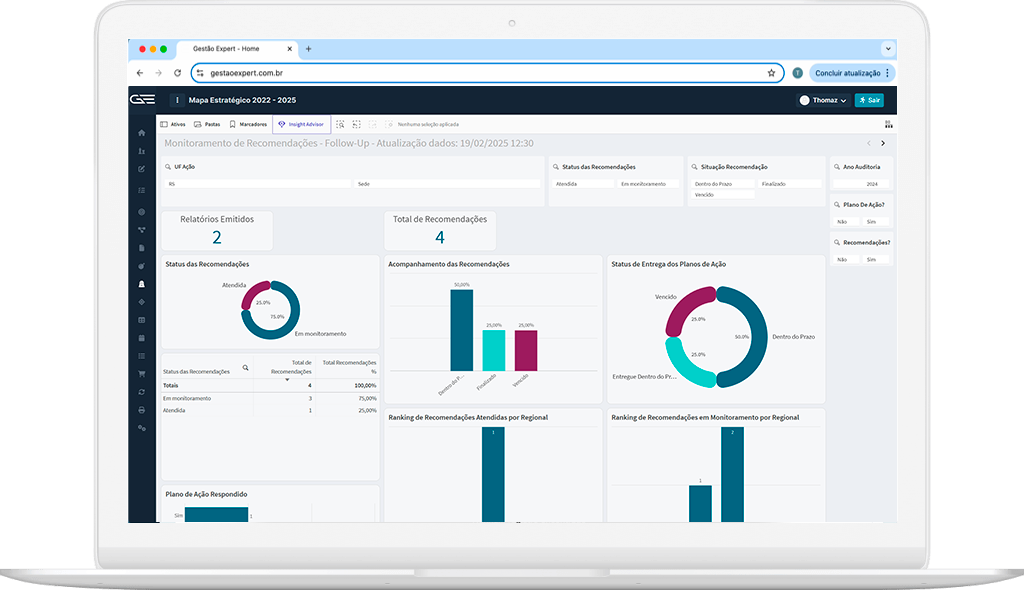 Gestão Expert - Home
gestaoexpert.com.br
Concluir atualização
GE
Mapa Estratégico 2022 - 2025
Thomaz
Sair
Ativos
Pastas
Marcadores
Insight Advisor
Nenhuma seleção aplicada
Monitoramento de Recomendações - Follow-Up - Atualização dados: 19/02/2025 12:30
UF Ação
RS
Sede
Status das Recomendações
Atendida
Em monitoramento
Situação Recomendação
Dentro do Prazo
Finalizado
Vencido
Ano Auditoria
2024
Plano De Ação?
Não
Sim
Recomendações?
Não
Sim
Relatórios Emitidos
2
Total de Recomendações
4
Status das Recomendações
Atendida
25.0%
75.0%
Em monitoramento
Acompanhamento das Recomendações
50,00%
25,00%
25,00%
Dentro do P...
Finalizado
Vencido
Status de Entrega dos Planos de Ação
Vencido
25.0%
50.0%
Dentro do Prazo
25.0%
Entregue Dentro do Pr...
Status das Recomendações
Total de Recomendações
Total Recomendações %
Totais 4 100,00%
Em monitoramento 3 75,00%
Atendida 1 25,00%
Ranking de Recomendações Atendidas por Regional
1
Ranking de Recomendações em Monitoramento por Regional
1
2
Plano de Ação Respondido
Sim
1